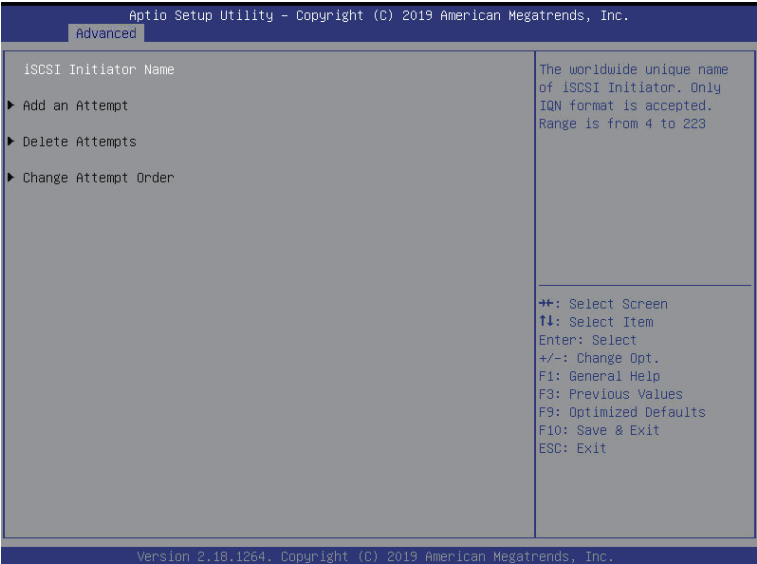 Aptio Setup Utility – Copyright (C) 2019 American Megatrends, Inc.
Advanced
iSCSI Initiator Name
▶ Add an Attempt
▶ Delete Attempts
▶ Change Attempt Order
The worldwide unique name
of iSCSI Initiator. Only
IQN format is accepted.
Range is from 4 to 223
→←: Select Screen
↑↓: Select Item
Enter: Select
+/-: Change Opt.
F1: General Help
F3: Previous Values
F9: Optimized Defaults
F10: Save & Exit
ESC: Exit
Version 2.18.1264. Copyright (C) 2019 American Megatrends, Inc.